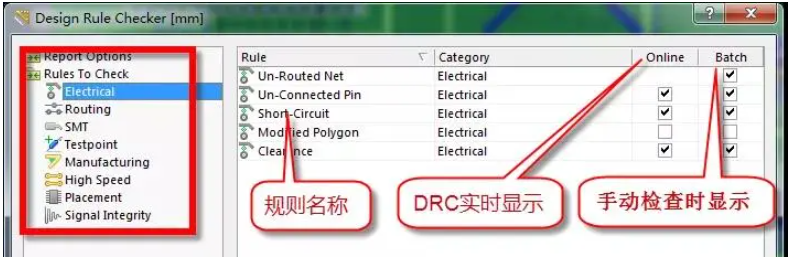 Design Rule Checker [mm]
Report Options
Rules To Check
Electrical
Routing
SMT
Testpoint
Manufacturing
High Speed
Placement
Signal Integrity
Rule Category Online Batch
Un-Routed Net Electrical
Un-Connected Pin Electrical
Short-Circuit Electrical
Modified Polygon Electrical
Clearance Electrical
规则名称
DRC实时显示
手动检查时显示